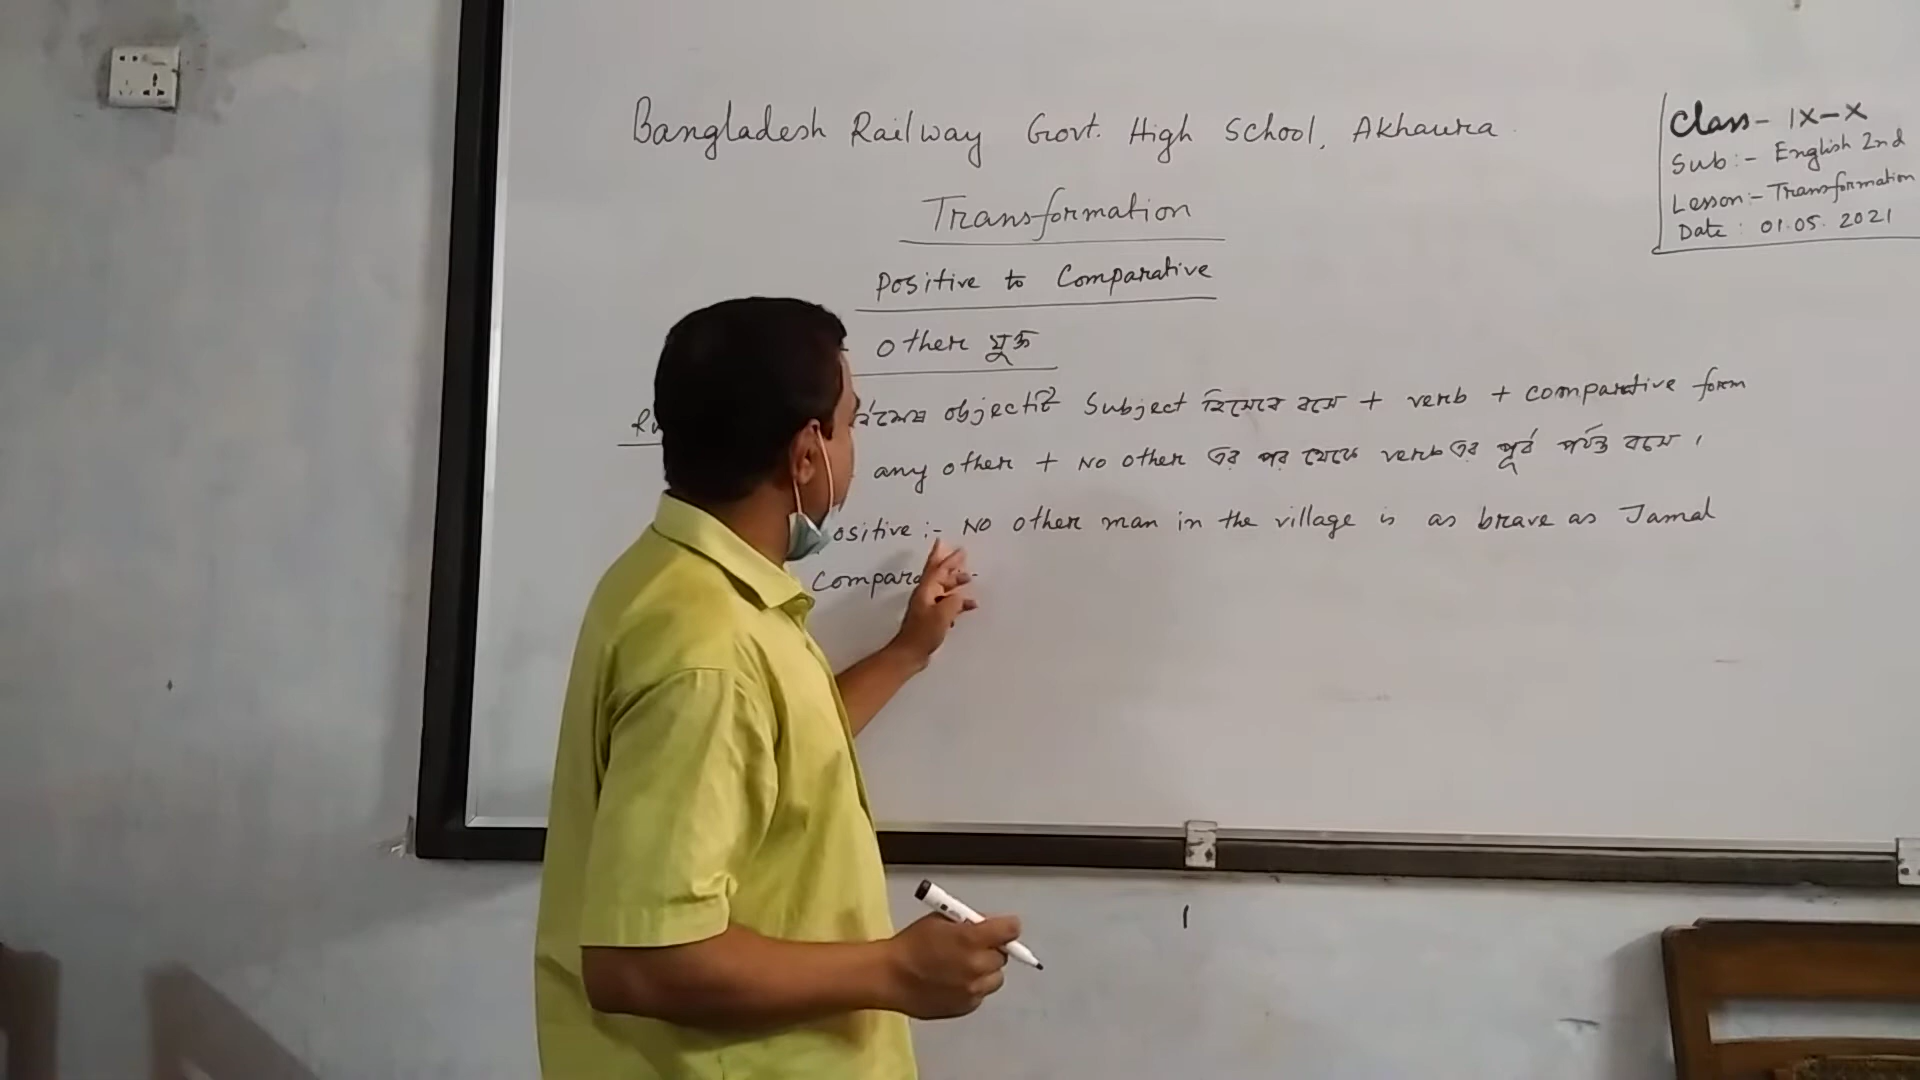 Bangladesh Railway Govt. High School, Akhaura
Class- IX-X
Sub:- English 2nd
Lesson:- Transformation
Date: 01.05.2021
Transformation
Positive to Comparative
Other যুক্ত
objectটি Subject হিসেবে বসে + verb + comparative form
any other + No other এর পর থেকে verb এর পূর্ব পর্যন্ত বসে।
ositive :- No other man in the village is as brave as Jamal
Compara